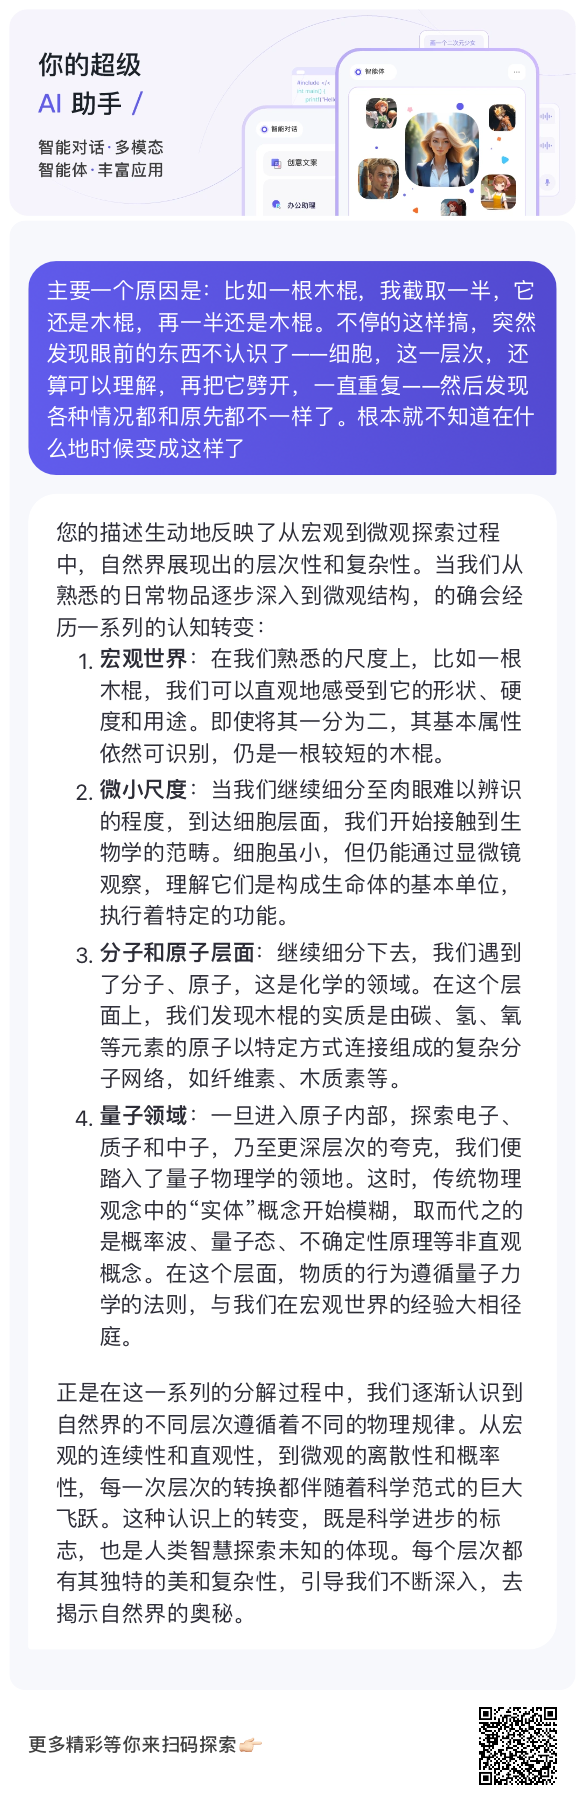 你的超级
AI 助手 /
智能对话·多模态
智能体·丰富应用
画一个二次元少女
#include </>
智能体
智能对话
创意文案
办公助理
主要一个原因是：比如一根木棍，我截取一半，它
还是木棍，再一半还是木棍。不停的这样搞，突然
发现眼前的东西不认识了——细胞，这一层次，还
算可以理解，再把它劈开，一直重复——然后发现
各种情况都和原先都不一样了。根本就不知道在什
么地时候变成这样了
您的描述生动地反映了从宏观到微观探索过程
中，自然界展现出的层次性和复杂性。当我们从
熟悉的日常物品逐步深入到微观结构，的确会经
历一系列的认知转变：
1. 宏观世界：在我们熟悉的尺度上，比如一根
木棍，我们可以直观地感受到它的形状、硬
度和用途。即使将其一分为二，其基本属性
依然可识别，仍是一根较短的木棍。
2. 微小尺度：当我们继续细分至肉眼难以辨识
的程度，到达细胞层面，我们开始接触到生
物学的范畴。细胞虽小，但仍能通过显微镜
观察，理解它们是构成生命体的基本单位，
执行着特定的功能。
3. 分子和原子层面：继续细分下去，我们遇到
了分子、原子，这是化学的领域。在这个层
面上，我们发现木棍的实质是由碳、氢、氧
等元素的原子以特定方式连接组成的复杂分
子网络，如纤维素、木质素等。
4. 量子领域：一旦进入原子内部，探索电子、
质子和中子，乃至更深层次的夸克，我们便
踏入了量子物理学的领地。这时，传统物理
观念中的“实体”概念开始模糊，取而代之的
是概率波、量子态、不确定性原理等非直观
概念。在这个层面，物质的行为遵循量子力
学的法则，与我们在宏观世界的经验大相径
庭。
正是在这一系列的分解过程中，我们逐渐认识到
自然界的不同层次遵循着不同的物理规律。从宏
观的连续性和直观性，到微观的离散性和概率
性，每一次层次的转换都伴随着科学范式的巨大
飞跃。这种认识上的转变，既是科学进步的标
志，也是人类智慧探索未知的体现。每个层次都
有其独特的美和复杂性，引导我们不断深入，去
揭示自然界的奥秘。
更多精彩等你来扫码探索👉🏻